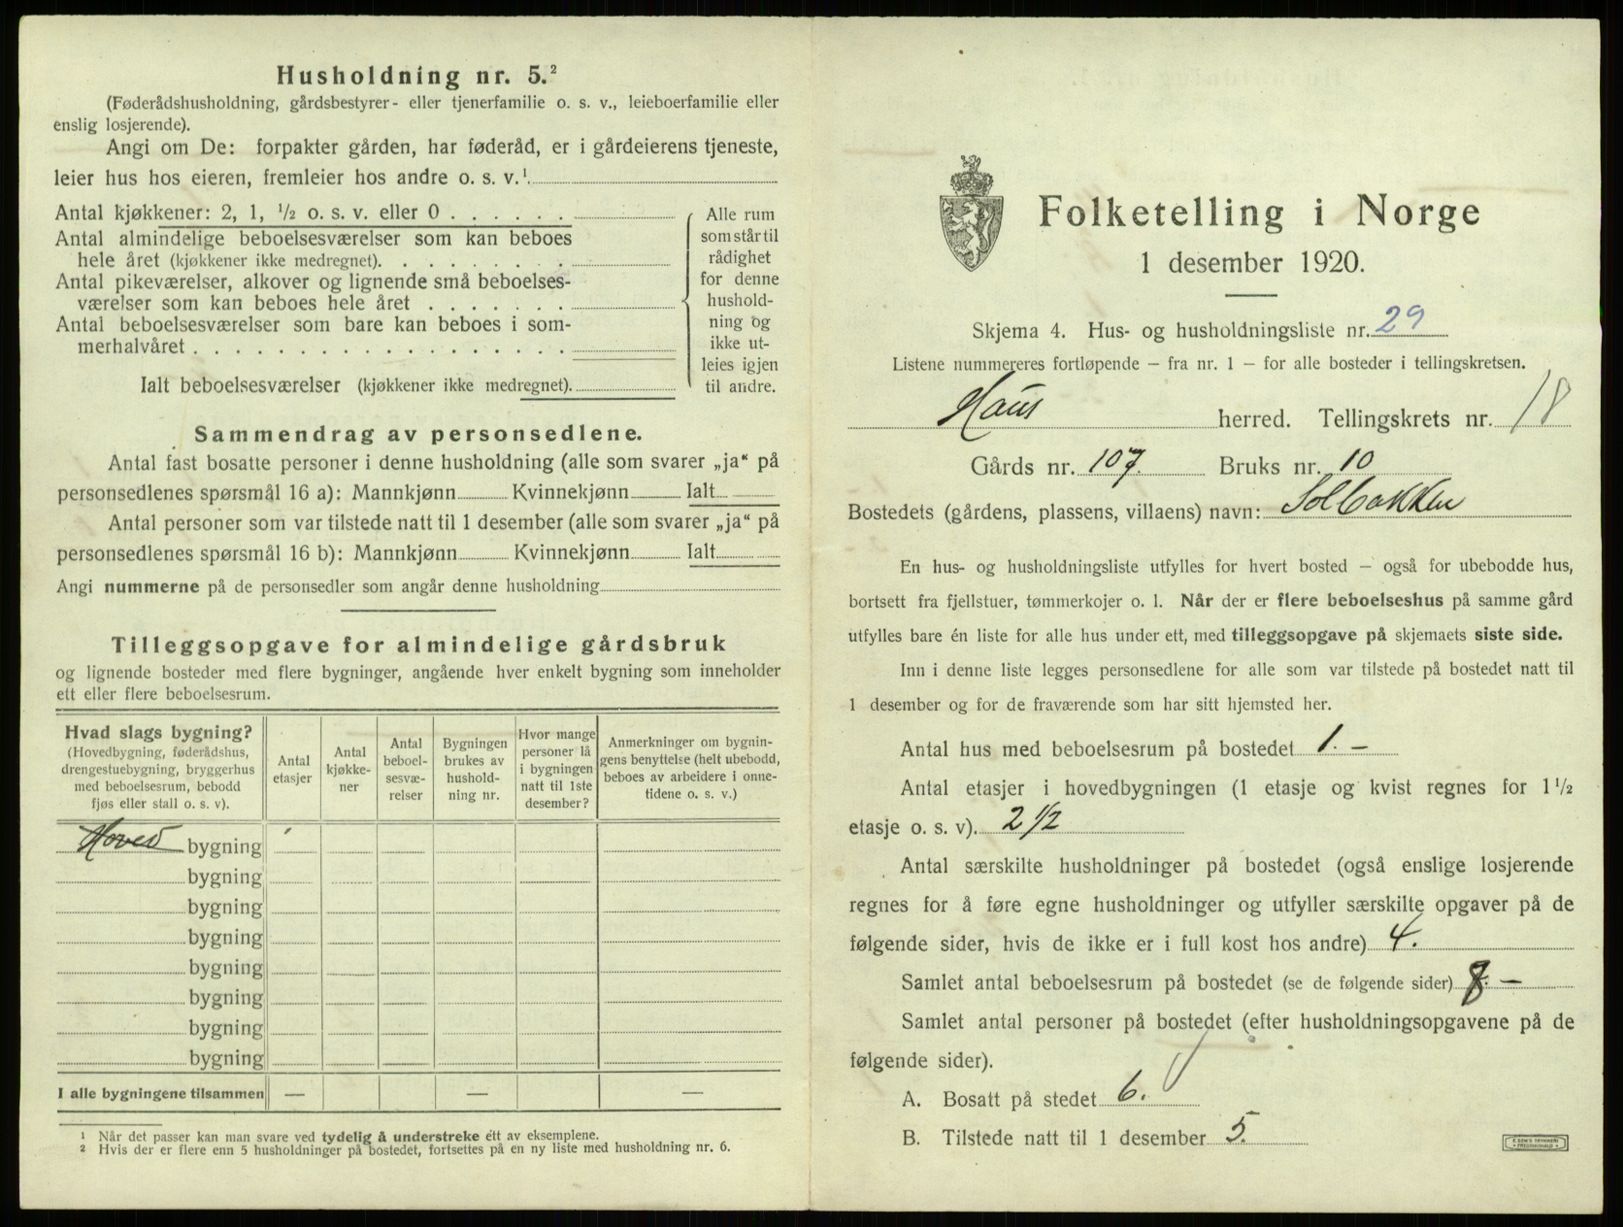 Husholdning nr. 5.²
(Føderådshusholdning, gårdsbestyrer- eller tjenerfamilie o. s. v., leieboerfamilie eller
enslig losjerende).
Angi om De: forpakter gården, har føderåd, er i gårdeierens tjeneste,
leier hus hos eieren, fremleier hos andre o. s. v.¹
Antal kjøkkener: 2, 1, ½ o. s. v. eller 0
Antal almindelige beboelsesværelser som kan beboes
hele året (kjøkkener ikke medregnet).
Antal pikeværelser, alkover og lignende små beboelses-
værelser som kan beboes hele året
Antal beboelsesværelser som bare kan beboes i som-
merhalvåret
Ialt beboelsesværelser (kjøkkener ikke medregnet).
Alle rum
som står til
rådighet
for denne
hushold-
ning og
ikke ut-
leies igjen
til andre.
Sammendrag av personsedlene.
Antal fast bosatte personer i denne husholdning (alle som svarer „ja“ på
personsedlenes spørsmål 16 a): Mannkjønn Kvinnekjønn Ialt
Antal personer som var tilstede natt til 1 desember (alle som svarer „ja“ på
personsedlenes spørsmål 16 b): Mannkjønn Kvinnekjønn Ialt
Angi nummerne på de personsedler som angår denne husholdning
Tilleggsopgave for almindelige gårdsbruk
og lignende bosteder med flere bygninger, angående hver enkelt bygning som inneholder
ett eller flere beboelsesrum.
Hvad slags bygning?
(Hovedbygning, føderådshus,
drengestuebygning, bryggerhus
med beboelsesrum, bebodd
fjøs eller stall o. s. v).
Antal
etasjer
Antal
kjøkke-
ner
Antal
beboel-
sesvæ-
relser
Bygningen
brukes av
hushold-
ning nr.
Hvor mange
personer lå
i bygningen
natt til 1ste
desember?
Anmerkninger om bygnin-
gens benyttelse (helt ubebodd,
beboes av arbeidere i onne-
tidene o. s. v.)
Hoved bygning
bygning
bygning
bygning
bygning
bygning
bygning
bygning
I alle bygningene tilsammen — — —
¹ Når det passer kan man svare ved tydelig å understreke étt av eksemplene.
² Hvis der er flere enn 5 husholdninger på bostedet, fortsettes på en ny liste med husholdning nr. 6.
Folketelling i Norge
1 desember 1920.
Skjema 4. Hus- og husholdningsliste nr. 29
Listene nummereres fortløpende — fra nr. 1 — for alle bosteder i tellingskretsen.
Haus herred. Tellingskrets nr. 18
Gårds nr. 107. Bruks nr. 10
Bostedets (gårdens, plassens, villaens) navn: Solbakken
En hus- og husholdningsliste utfylles for hvert bosted — også for ubebodde hus,
bortsett fra fjellstuer, tømmerkojer o. l. Når der er flere beboelseshus på samme gård
utfylles bare én liste for alle hus under ett, med tilleggsopgave på skjemaets siste side.
Inn i denne liste legges personsedlene for alle som var tilstede på bostedet natt til
1 desember og for de fraværende som har sitt hjemsted her.
Antal hus med beboelsesrum på bostedet 1. –
Antal etasjer i hovedbygningen (1 etasje og kvist regnes for 1½
etasje o. s. v). 2 1/2
Antal særskilte husholdninger på bostedet (også enslige losjerende
regnes for å føre egne husholdninger og utfyller særskilte opgaver på de
følgende sider, hvis de ikke er i full kost hos andre) 4.
Samlet antal beboelsesrum på bostedet (se de følgende sider) 8. –
Samlet antal personer på bostedet (efter husholdningsopgavene på de
følgende sider).
A. Bosatt på stedet 6.
B. Tilstede natt til 1 desember 5.